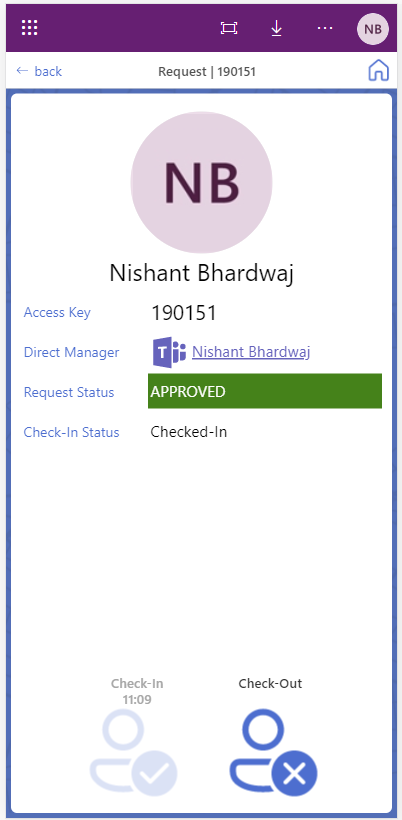 NB
← back
Request | 190151
NB
Nishant Bhardwaj
Access Key 190151
Direct Manager Nishant Bhardwaj
Request Status APPROVED
Check-In Status Checked-In
Check-In
11:09
Check-Out